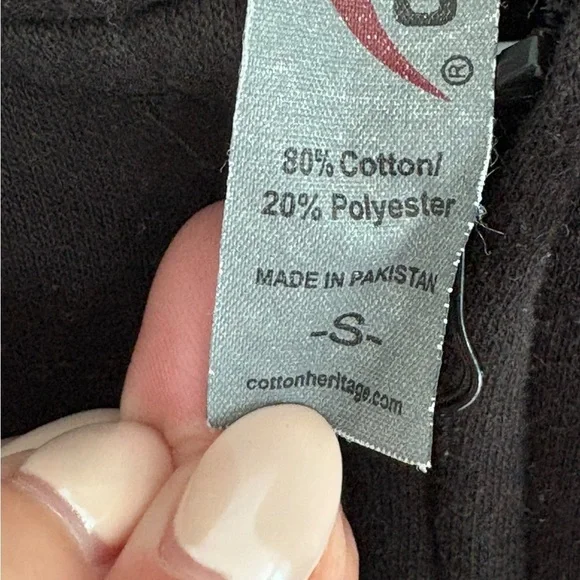 ®
80% Cotton/
20% Polyester
MADE IN PAKISTAN
-S-
cottonheritage.com